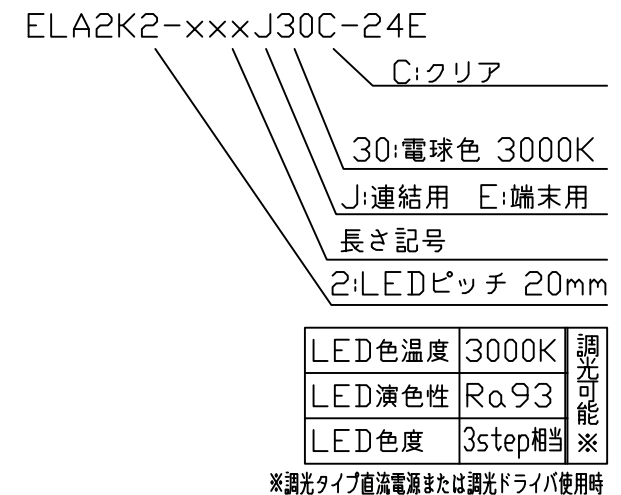 ELA2K2-xxxJ30C-24E
C:クリア
30:電球色 3000K
J:連結用 E:端末用
長さ記号
2:LEDピッチ 20mm
LED色温度 3000K
LED演色性 Ra93
LED色度 3step相当
調光可能※
※調光タイプ直流電源または調光ドライバ使用時